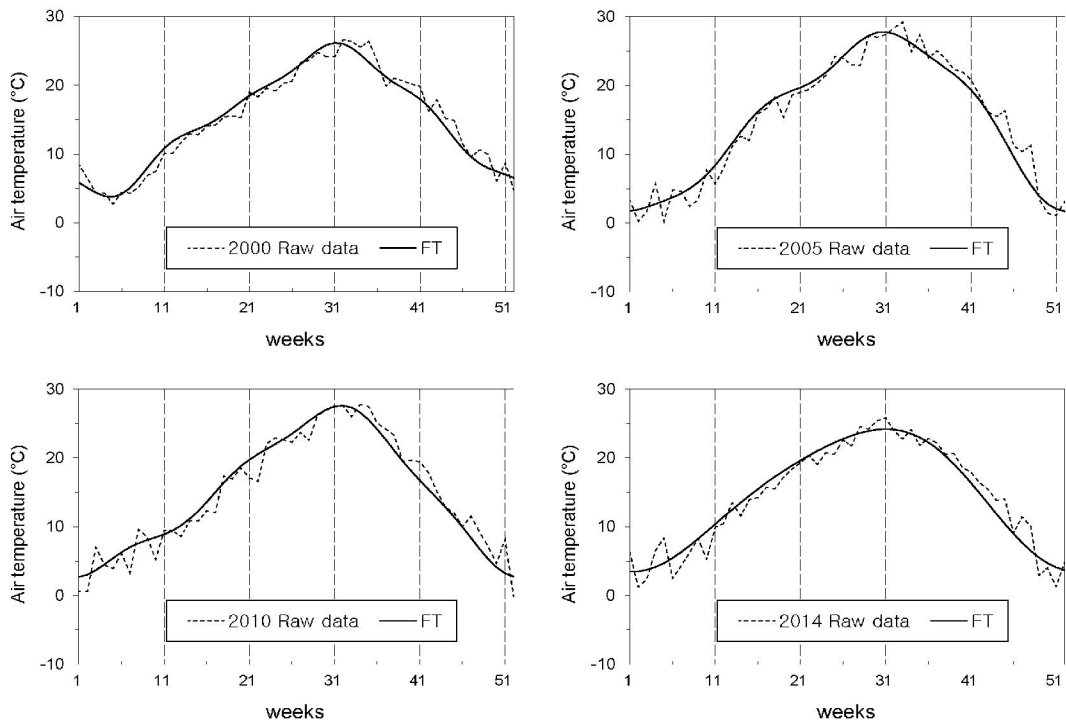 30
20
10
0
-10
Air temperature (°C)
2000 Raw data FT
1 11 21 31 41 51
weeks
30
20
10
0
-10
Air temperature (°C)
2005 Raw data FT
1 11 21 31 41 51
weeks
30
20
10
0
-10
Air temperature (°C)
2010 Raw data FT
1 11 21 31 41 51
weeks
30
20
10
0
-10
Air temperature (°C)
2014 Raw data FT
1 11 21 31 41 51
weeks